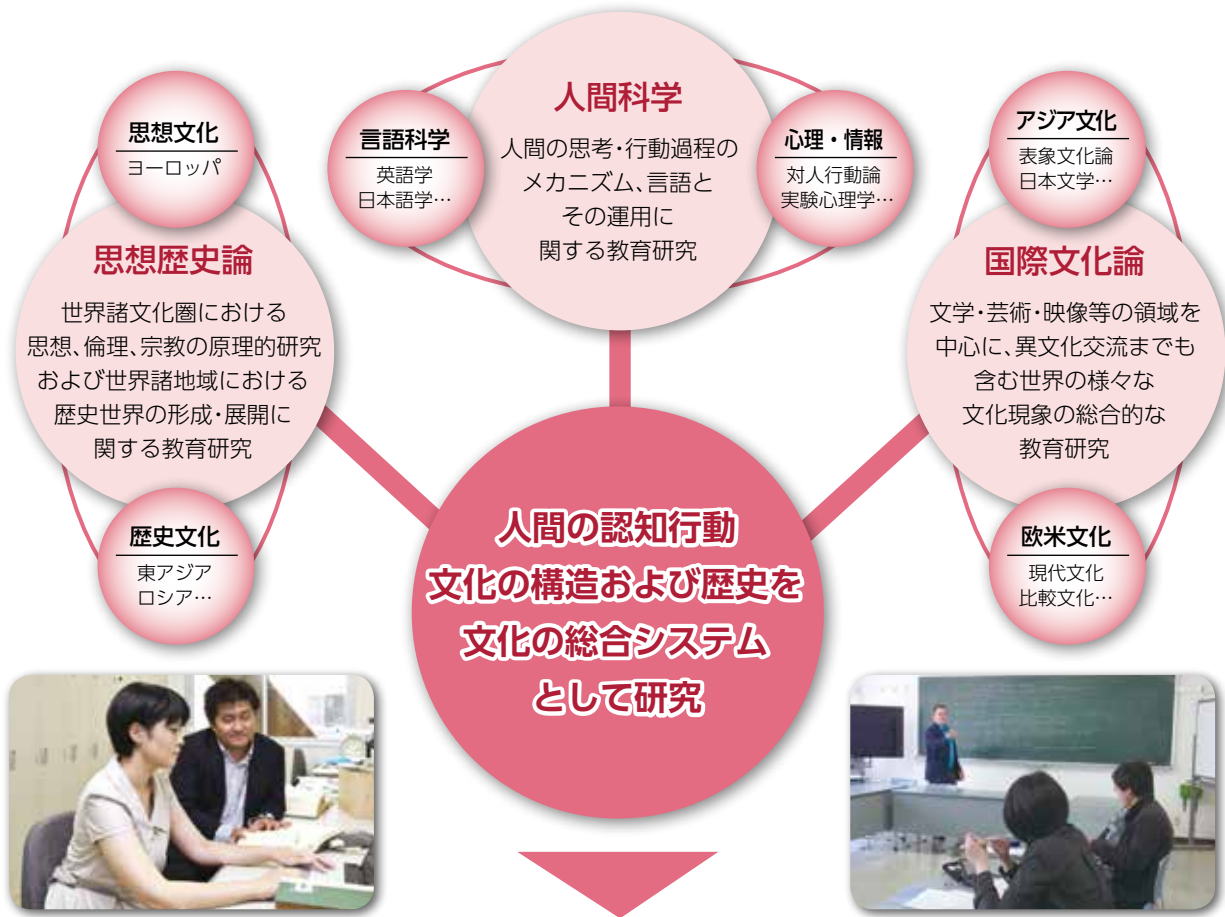 人間科学
人間の思考・行動過程の
メカニズム、言語と
その運用に
関する教育研究
言語科学
英語学
日本語学…
心理・情報
対人行動論
実験心理学…
思想文化
ヨーロッパ
思想歴史論
世界諸文化圏における
思想、倫理、宗教の原理的研究
および世界諸地域における
歴史世界の形成・展開に
関する教育研究
歴史文化
東アジア
ロシア…
アジア文化
表象文化論
日本文学…
国際文化論
文学・芸術・映像等の領域を
中心に、異文化交流までも
含む世界の様々な
文化現象の総合的な
教育研究
欧米文化
現代文化
比較文化…
人間の認知行動
文化の構造および歴史を
文化の総合システム
として研究